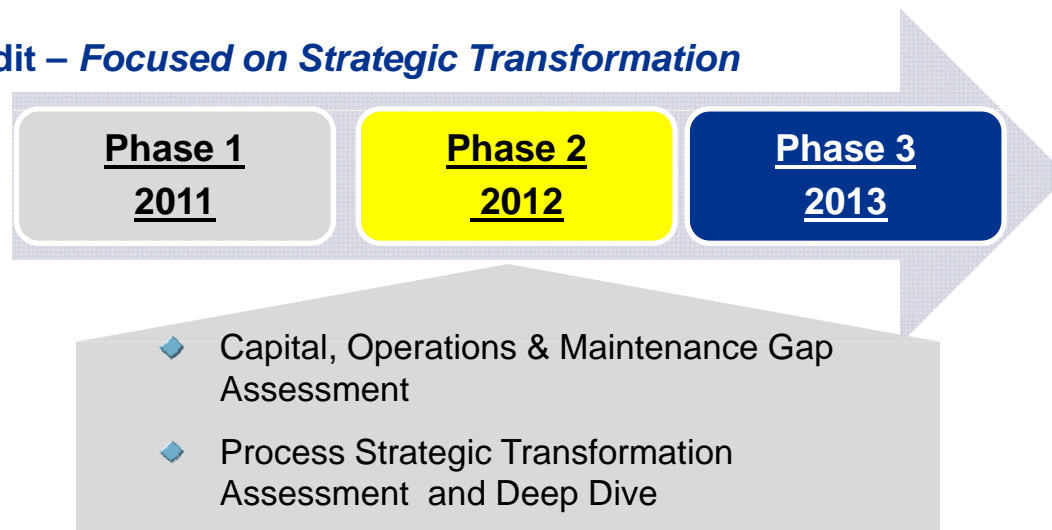 dit – Focused on Strategic Transformation
Phase 1
2011
Phase 2
2012
Phase 3
2013
Capital, Operations & Maintenance Gap
Assessment
Process Strategic Transformation
Assessment and Deep Dive